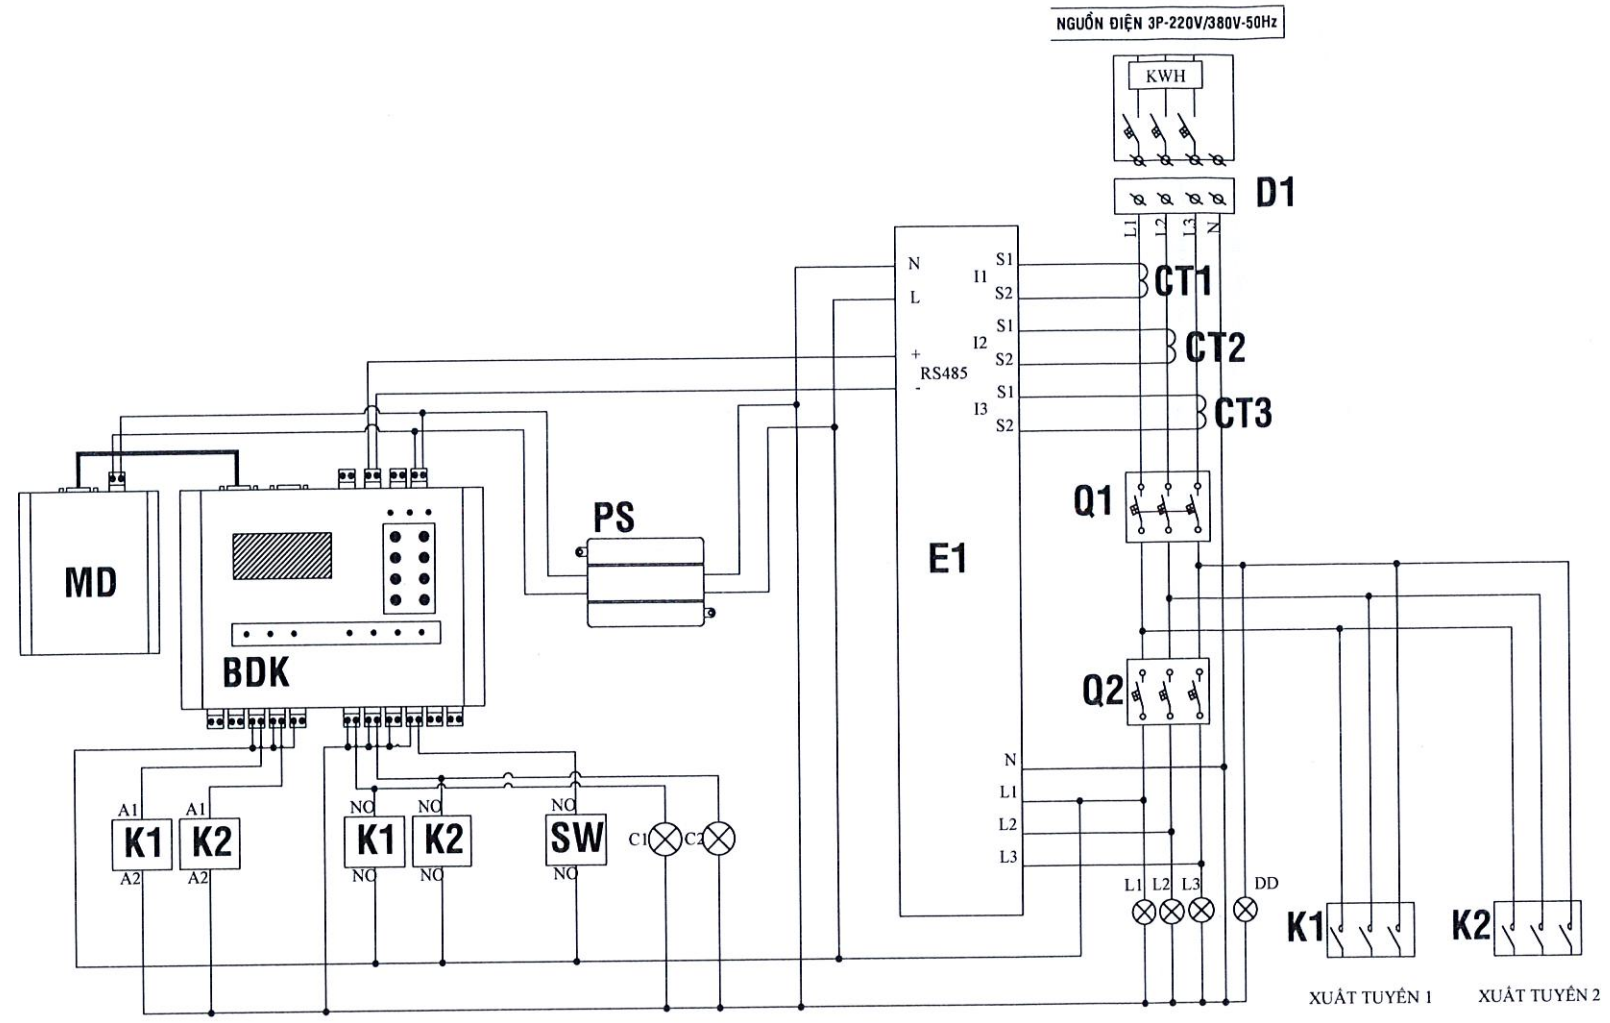 NGUỒN ĐIỆN 3P-220V/380V-50Hz
KWH
D1
L1 L2 L3 N
N
L
+
RS485
-
I1 S1
S2
I2 S1
S2
I3 S1
S2
CT1
CT2
CT3
E1
Q1
Q2
PS
MD
BDK
N
L1
L2
L3
A1 A1 NO NO NO
K1 K2 K1 K2 SW C1 C2
A2 A2 NO NO NO
L1 L2 L3 DD
K1 K2
XUẤT TUYẾN 1 XUẤT TUYẾN 2